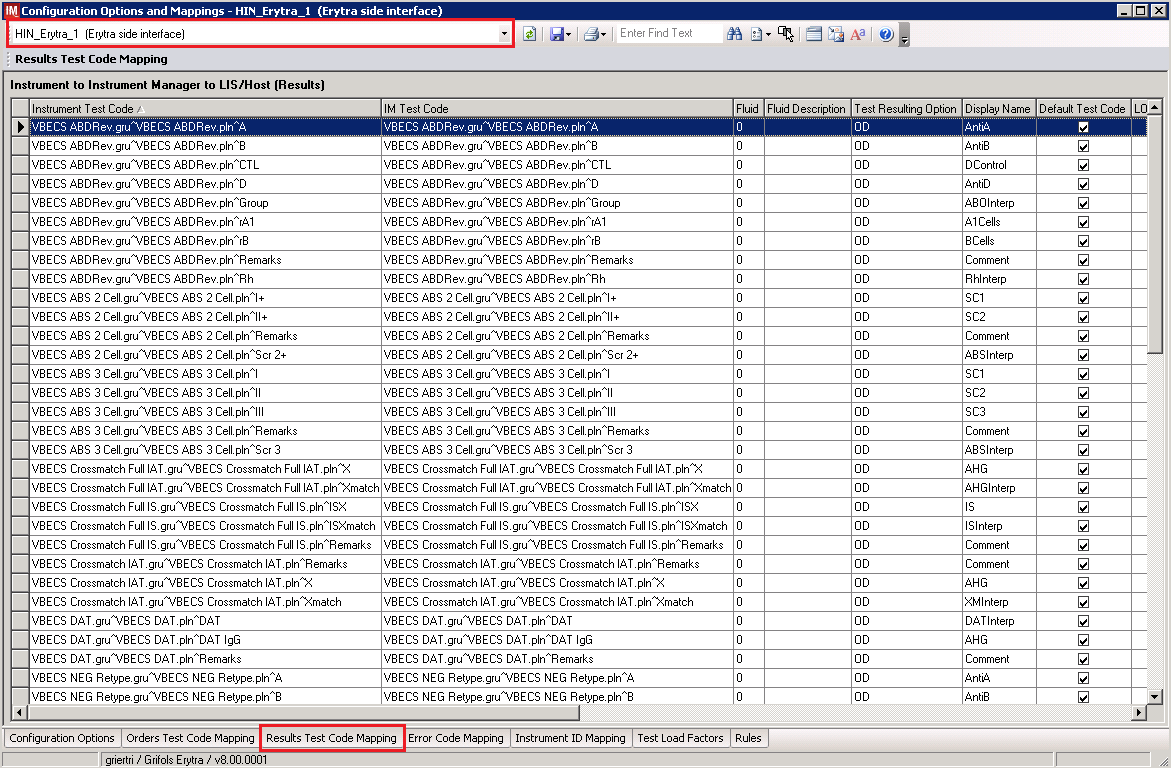 IM Configuration Options and Mappings - HIN_Erytra_1 (Erytra side interface)
HIN_Erytra_1 (Erytra side interface) Enter Find Text
Results Test Code Mapping
Instrument to Instrument Manager to LIS/Host (Results)
Instrument Test Code IM Test Code Fluid Fluid Description Test Resulting Option Display Name Default Test Code LO
VBECS ABDRev.gru^VBECS ABDRev.pln^A VBECS ABDRev.gru^VBECS ABDRev.pln^A 0 OD AntiA
VBECS ABDRev.gru^VBECS ABDRev.pln^B VBECS ABDRev.gru^VBECS ABDRev.pln^B 0 OD AntiB
VBECS ABDRev.gru^VBECS ABDRev.pln^CTL VBECS ABDRev.gru^VBECS ABDRev.pln^CTL 0 OD DControl
VBECS ABDRev.gru^VBECS ABDRev.pln^D VBECS ABDRev.gru^VBECS ABDRev.pln^D 0 OD AntiD
VBECS ABDRev.gru^VBECS ABDRev.pln^Group VBECS ABDRev.gru^VBECS ABDRev.pln^Group 0 OD ABOInterp
VBECS ABDRev.gru^VBECS ABDRev.pln^rA1 VBECS ABDRev.gru^VBECS ABDRev.pln^rA1 0 OD A1Cells
VBECS ABDRev.gru^VBECS ABDRev.pln^rB VBECS ABDRev.gru^VBECS ABDRev.pln^rB 0 OD BCells
VBECS ABDRev.gru^VBECS ABDRev.pln^Remarks VBECS ABDRev.gru^VBECS ABDRev.pln^Remarks 0 OD Comment
VBECS ABDRev.gru^VBECS ABDRev.pln^Rh VBECS ABDRev.gru^VBECS ABDRev.pln^Rh 0 OD RhInterp
VBECS ABS 2 Cell.gru^VBECS ABS 2 Cell.pln^I+ VBECS ABS 2 Cell.gru^VBECS ABS 2 Cell.pln^I+ 0 OD SC1
VBECS ABS 2 Cell.gru^VBECS ABS 2 Cell.pln^II+ VBECS ABS 2 Cell.gru^VBECS ABS 2 Cell.pln^II+ 0 OD SC2
VBECS ABS 2 Cell.gru^VBECS ABS 2 Cell.pln^Remarks VBECS ABS 2 Cell.gru^VBECS ABS 2 Cell.pln^Remarks 0 OD Comment
VBECS ABS 2 Cell.gru^VBECS ABS 2 Cell.pln^Scr 2+ VBECS ABS 2 Cell.gru^VBECS ABS 2 Cell.pln^Scr 2+ 0 OD ABSInterp
VBECS ABS 3 Cell.gru^VBECS ABS 3 Cell.pln^I VBECS ABS 3 Cell.gru^VBECS ABS 3 Cell.pln^I 0 OD SC1
VBECS ABS 3 Cell.gru^VBECS ABS 3 Cell.pln^II VBECS ABS 3 Cell.gru^VBECS ABS 3 Cell.pln^II 0 OD SC2
VBECS ABS 3 Cell.gru^VBECS ABS 3 Cell.pln^III VBECS ABS 3 Cell.gru^VBECS ABS 3 Cell.pln^III 0 OD SC3
VBECS ABS 3 Cell.gru^VBECS ABS 3 Cell.pln^Remarks VBECS ABS 3 Cell.gru^VBECS ABS 3 Cell.pln^Remarks 0 OD Comment
VBECS ABS 3 Cell.gru^VBECS ABS 3 Cell.pln^Scr 3 VBECS ABS 3 Cell.gru^VBECS ABS 3 Cell.pln^Scr 3 0 OD ABSInterp
VBECS Crossmatch Full IAT.gru^VBECS Crossmatch Full IAT.pln^X VBECS Crossmatch Full IAT.gru^VBECS Crossmatch Full IAT.pln^X 0 OD AHG
VBECS Crossmatch Full IAT.gru^VBECS Crossmatch Full IAT.pln^Xmatch VBECS Crossmatch Full IAT.gru^VBECS Crossmatch Full IAT.pln^Xmatch 0 OD AHGInterp
VBECS Crossmatch Full IS.gru^VBECS Crossmatch Full IS.pln^ISX VBECS Crossmatch Full IS.gru^VBECS Crossmatch Full IS.pln^ISX 0 OD IS
VBECS Crossmatch Full IS.gru^VBECS Crossmatch Full IS.pln^ISXmatch VBECS Crossmatch Full IS.gru^VBECS Crossmatch Full IS.pln^ISXmatch 0 OD ISInterp
VBECS Crossmatch Full IS.gru^VBECS Crossmatch Full IS.pln^Remarks VBECS Crossmatch Full IS.gru^VBECS Crossmatch Full IS.pln^Remarks 0 OD Comment
VBECS Crossmatch IAT.gru^VBECS Crossmatch IAT.pln^Remarks VBECS Crossmatch IAT.gru^VBECS Crossmatch IAT.pln^Remarks 0 OD Comment
VBECS Crossmatch IAT.gru^VBECS Crossmatch IAT.pln^X VBECS Crossmatch IAT.gru^VBECS Crossmatch IAT.pln^X 0 OD AHG
VBECS Crossmatch IAT.gru^VBECS Crossmatch IAT.pln^Xmatch VBECS Crossmatch IAT.gru^VBECS Crossmatch IAT.pln^Xmatch 0 OD XMInterp
VBECS DAT.gru^VBECS DAT.pln^DAT VBECS DAT.gru^VBECS DAT.pln^DAT 0 OD DATInterp
VBECS DAT.gru^VBECS DAT.pln^DAT IgG VBECS DAT.gru^VBECS DAT.pln^DAT IgG 0 OD AHG
VBECS DAT.gru^VBECS DAT.pln^Remarks VBECS DAT.gru^VBECS DAT.pln^Remarks 0 OD Comment
VBECS NEG Retype.gru^VBECS NEG Retype.pln^A VBECS NEG Retype.gru^VBECS NEG Retype.pln^A 0 OD AntiA
VBECS NEG Retype.gru^VBECS NEG Retype.pln^B VBECS NEG Retype.gru^VBECS NEG Retype.pln^B 0 OD AntiB
Configuration Options Orders Test Code Mapping Results Test Code Mapping Error Code Mapping Instrument ID Mapping Test Load Factors Rules
griertri / Grifols Erytra / v8.00.0001